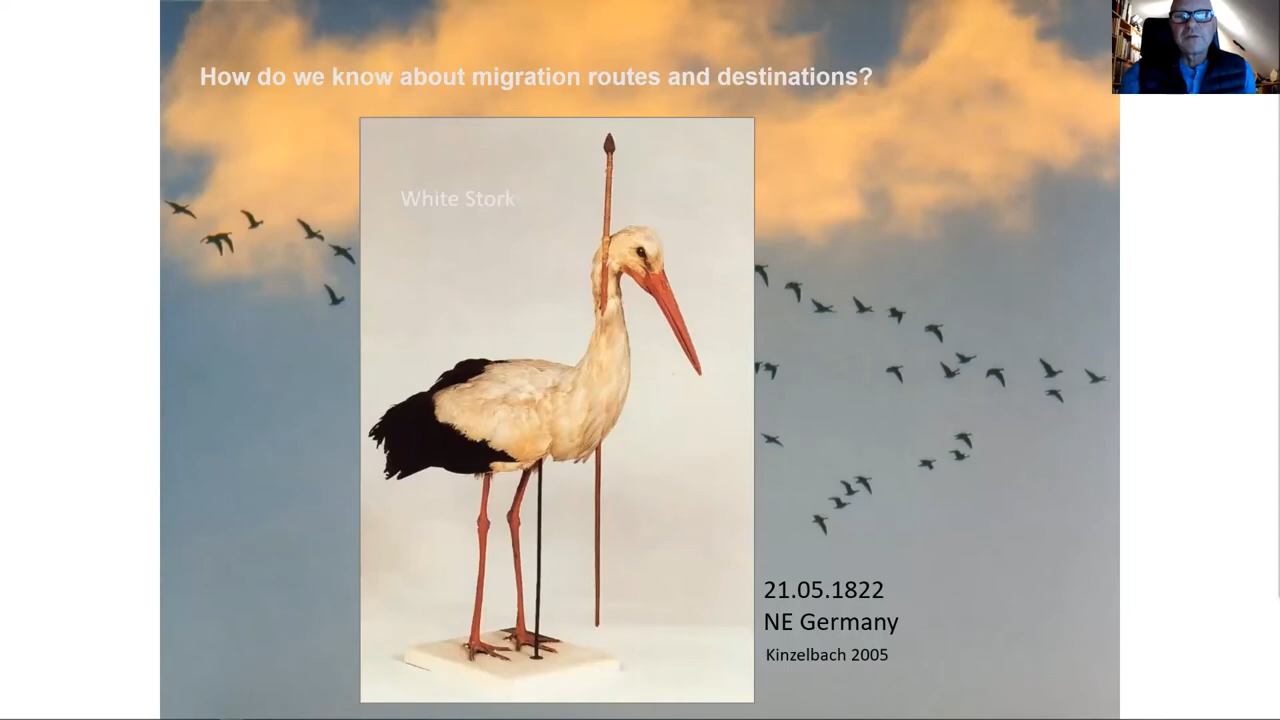 How do we know about migration routes and destinations?
White Stork
21.05.1822
NE Germany
Kinzelbach 2005